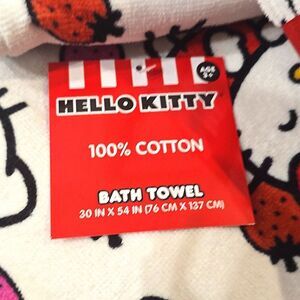 AGE
3+
HELLO KITTY
100% COTTON
BATH TOWEL
30 IN X 54 IN (76 CM X 137 CM)